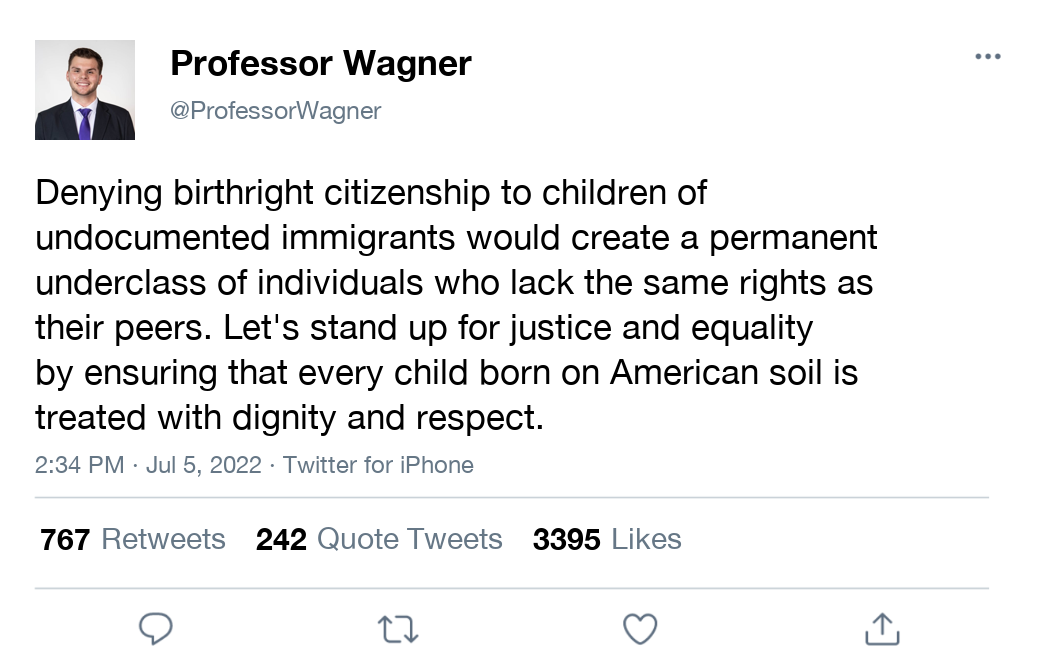 Professor Wagner
@ProfessorWagner
Denying birthright citizenship to children of
undocumented immigrants would create a permanent
underclass of individuals who lack the same rights as
their peers. Let's stand up for justice and equality
by ensuring that every child born on American soil is
treated with dignity and respect.
2:34 PM · Jul 5, 2022 · Twitter for iPhone
767 Retweets 242 Quote Tweets 3395 Likes